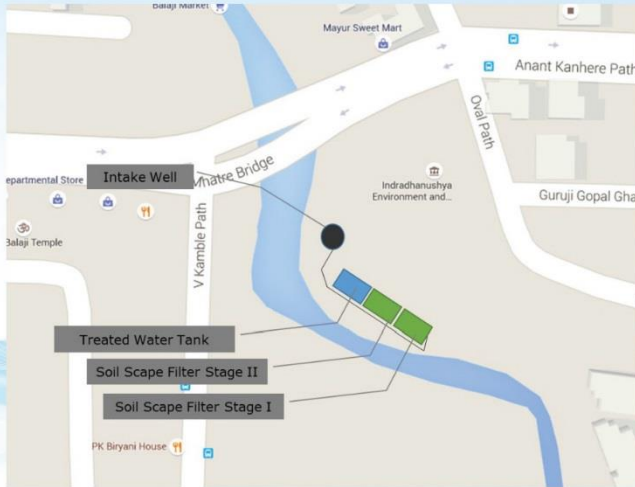 Balaji Market
Mayur Sweet Mart
Anant Kanhere Path
Oval Path
epartmental Store
Mhatre Bridge
Intake Well
Indradhanushya
Environment and...
Guruji Gopal Gha
Balaji Temple
V Kamble Path
Treated Water Tank
Soil Scape Filter Stage II
Soil Scape Filter Stage I
PK Biryani House